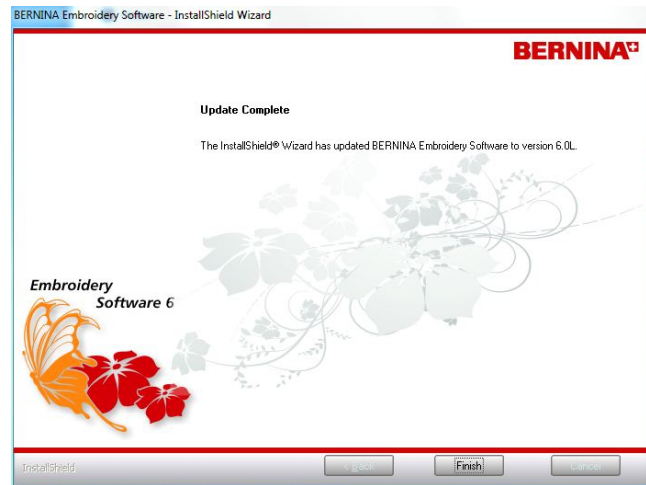 BERNINA Embroidery Software - InstallShield Wizard
BERNINA
Update Complete
The InstallShield® Wizard has updated BERNINA Embroidery Software to version 6.0L.
Embroidery
Software 6
InstallShield
< Back Finish Cancel